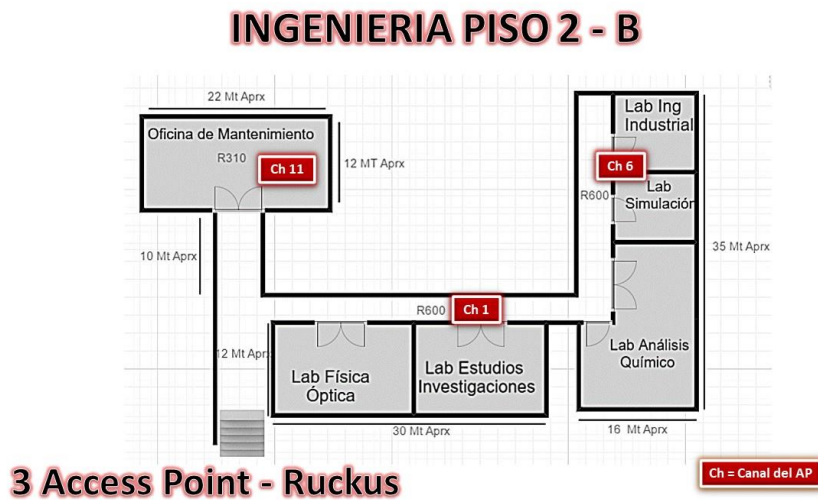 INGENIERIA PISO 2 - B
22 Mt Aprx
Oficina de Mantenimiento
R310
Ch 11
12 MT Aprx
10 Mt Aprx
Lab Ing
Industrial
Ch 6
R600
Lab
Simulación
35 Mt Aprx
R600
Ch 1
12 Mt Aprx
Lab Física
Óptica
Lab Estudios
Investigaciones
Lab Análisis
Químico
30 Mt Aprx
16 Mt Aprx
3 Access Point - Ruckus
Ch = Canal del AP